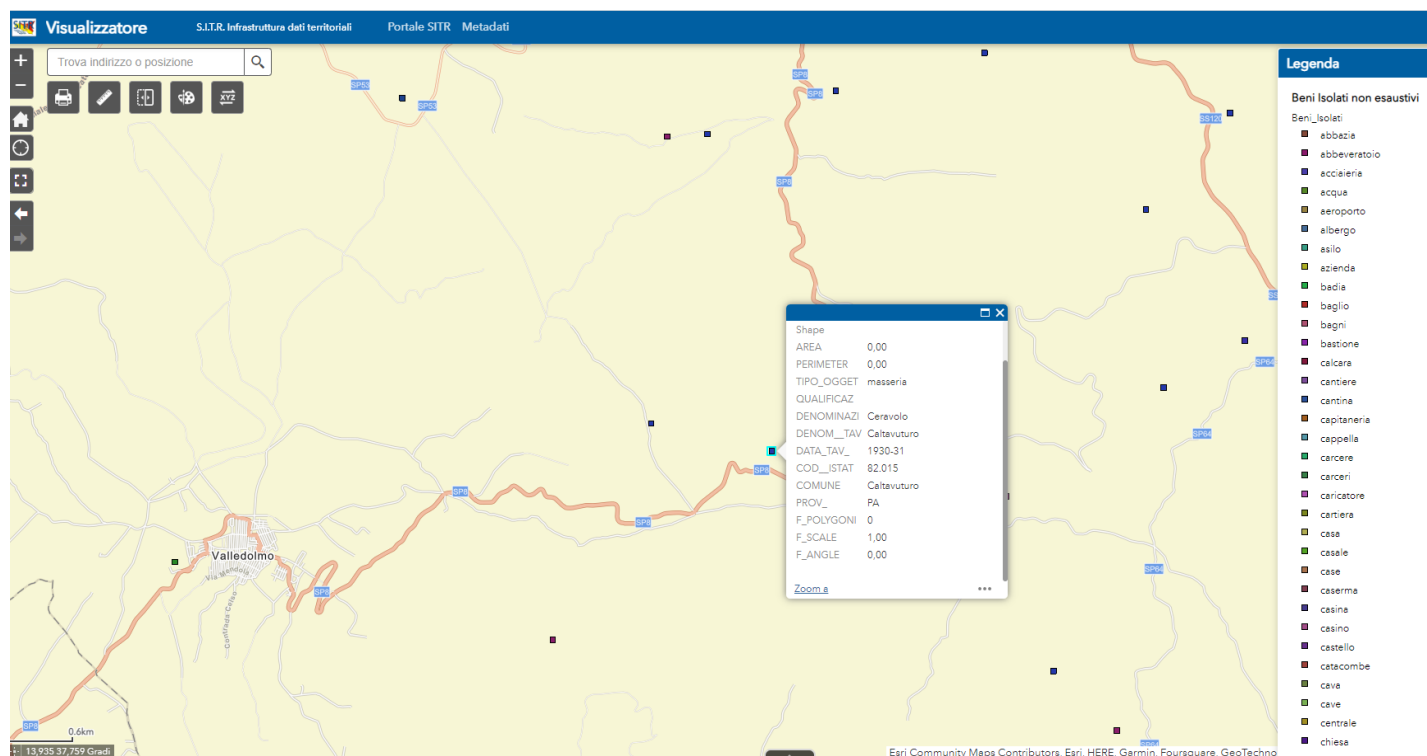 SITR Visualizzatore S.I.T.R. Infrastruttura dati territoriali Portale SITR Metadati
+
−
Trova indirizzo o posizione
XYZ
Legenda
Beni Isolati non esaustivi
Beni_Isolati
abbazia
abbeveratoio
acciaieria
acqua
aeroporto
albergo
asilo
azienda
badia
baglio
bagni
bastione
calcara
cantiere
cantina
capitaneria
cappella
carcere
carceri
caricatore
cartiera
casa
casale
case
caserma
casina
casino
castello
catacombe
cava
cave
centrale
chiesa
SP53
SP53
SP8
SP8
SS120
SP8
SP64
SP64
SP8
SP8
SP8
SP8
SP64
SP8
SP64
Shape
AREA 0,00
PERIMETER 0,00
TIPO_OGGET masseria
QUALIFICAZ
DENOMINAZI Ceravolo
DENOM__TAV Caltavuturo
DATA_TAV_ 1930-31
COD__ISTAT 82.015
COMUNE Caltavuturo
PROV_ PA
F_POLYGONI 0
F_SCALE 1,00
F_ANGLE 0,00
Zoom a
Valledolmo
Via Mendola
Contrada Celso
0.6km
13,935 37,759 Gradi
Esri Community Maps Contributors, Esri, HERE, Garmin, Foursquare, GeoTechno